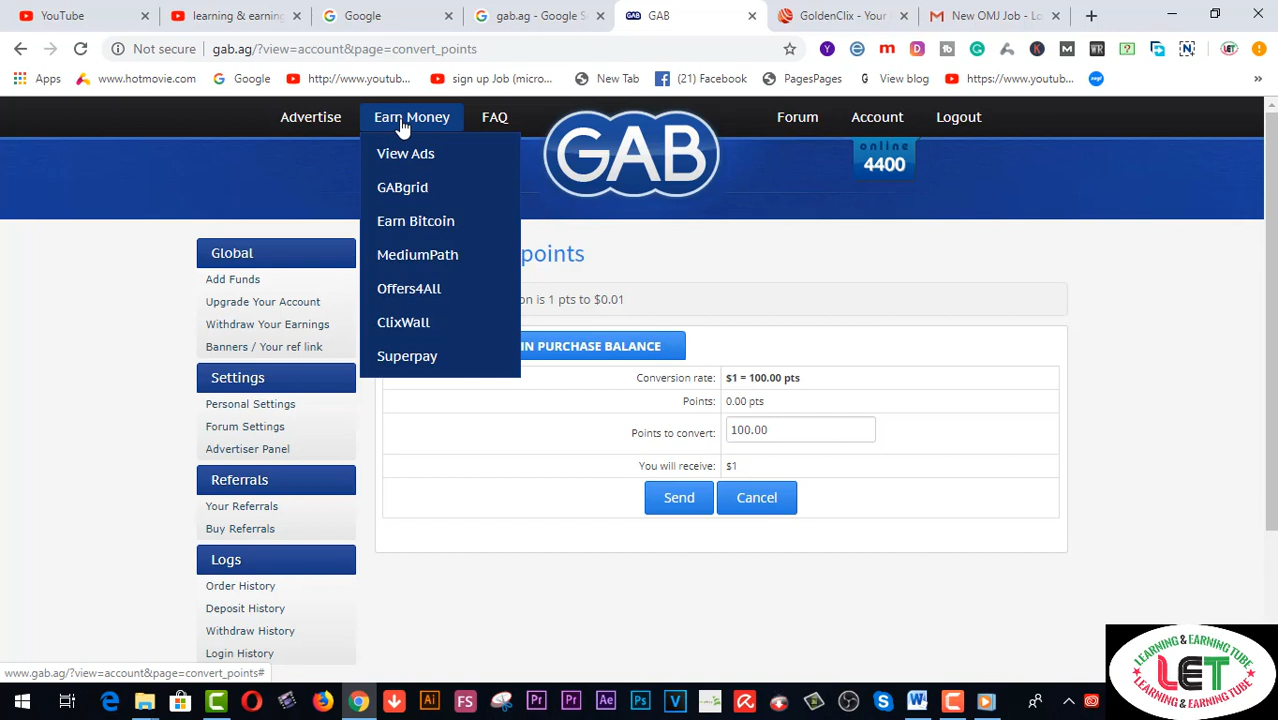 YouTube
learning & earning
Google
gab.ag - Google S
GAB
GoldenClix - Your
New OMJ Job - Lo
Not secure
gab.ag/?view=account&page=convert_points
Apps
www.hotmovie.com
Google
http://www.youtub...
sign up Job (micro...
New Tab
(21) Facebook
PagesPages
View blog
https://www.youtub...
»
Advertise
Earn Money
FAQ
GAB
Forum
Account
Logout
online
4400
View Ads
GABgrid
Earn Bitcoin
MediumPath
Offers4All
ClixWall
Superpay
Global
Add Funds
Upgrade Your Account
Withdraw Your Earnings
Banners / Your ref link
Settings
Personal Settings
Forum Settings
Advertiser Panel
Referrals
Your Referrals
Buy Referrals
Logs
Order History
Deposit History
Withdraw History
Login History
points
on is 1 pts to $0.01
IN PURCHASE BALANCE
Conversion rate: $1 = 100.00 pts
Points: 0.00 pts
Points to convert: 100.00
You will receive: $1
Send
Cancel
www.gab.ag/?view=account&page=convert_points#
LEARNING & EARNING TUBE
LET
LEARNING & EARNING TUBE